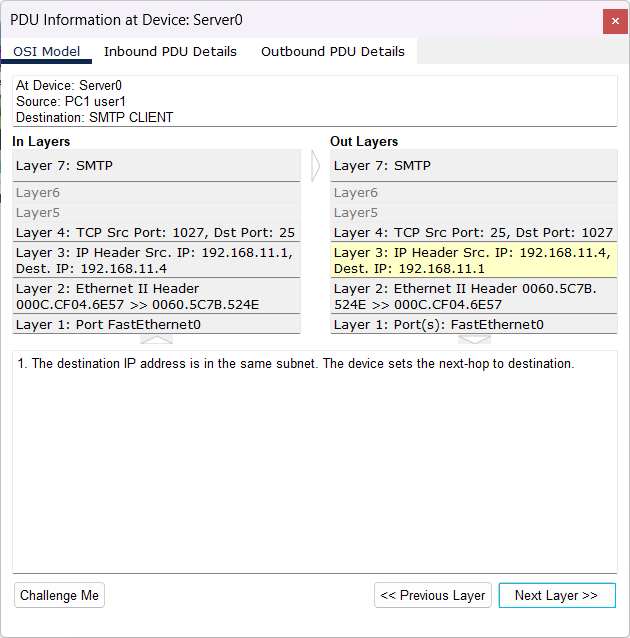 PDU Information at Device: Server0
OSI Model Inbound PDU Details Outbound PDU Details
At Device: Server0
Source: PC1 user1
Destination: SMTP CLIENT
In Layers
Layer 7: SMTP
Layer6
Layer5
Layer 4: TCP Src Port: 1027, Dst Port: 25
Layer 3: IP Header Src. IP: 192.168.11.1,
Dest. IP: 192.168.11.4
Layer 2: Ethernet II Header
000C.CF04.6E57 >> 0060.5C7B.524E
Layer 1: Port FastEthernet0
Out Layers
Layer 7: SMTP
Layer6
Layer5
Layer 4: TCP Src Port: 25, Dst Port: 1027
Layer 3: IP Header Src. IP: 192.168.11.4,
Dest. IP: 192.168.11.1
Layer 2: Ethernet II Header 0060.5C7B.
524E >> 000C.CF04.6E57
Layer 1: Port(s): FastEthernet0
1. The destination IP address is in the same subnet. The device sets the next-hop to destination.
Challenge Me
<< Previous Layer
Next Layer >>